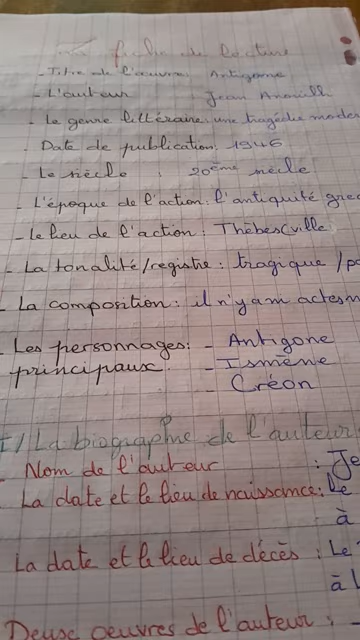 fiche de lecture
- Titre de l'œuvre : Antigone
- L'auteur : Jean Anouilh
- Le genre littéraire : une tragédie moder
- Date de publication : 1946
- Le siècle : 20ème siècle
- L'époque de l'action : l'antiquité grec
- Le lieu de l'action : Thèbes (ville
- La tonalité/registre : tragique / pa
- La composition : il n'y a ni actes n
- Les personnages : - Antigone
principaux. - Ismène
- Créon
I / La biographie de l'auteur
- Nom de l'auteur : Je
- La date et le lieu de naissance : Le
à
- La date et le lieu de décès : Le
à l
- Deux oeuvres de l'auteur : -